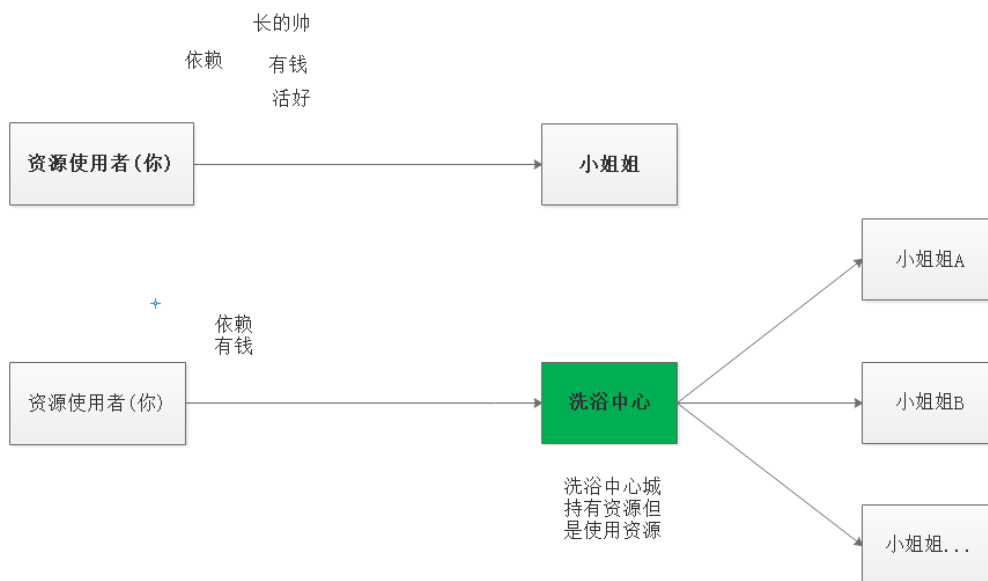 长的帅
依赖
有钱
活好
资源使用者(你)
小姐姐
小姐姐A
依赖
有钱
资源使用者(你)
洗浴中心
小姐姐B
洗浴中心城
持有资源但
是使用资源
小姐姐...